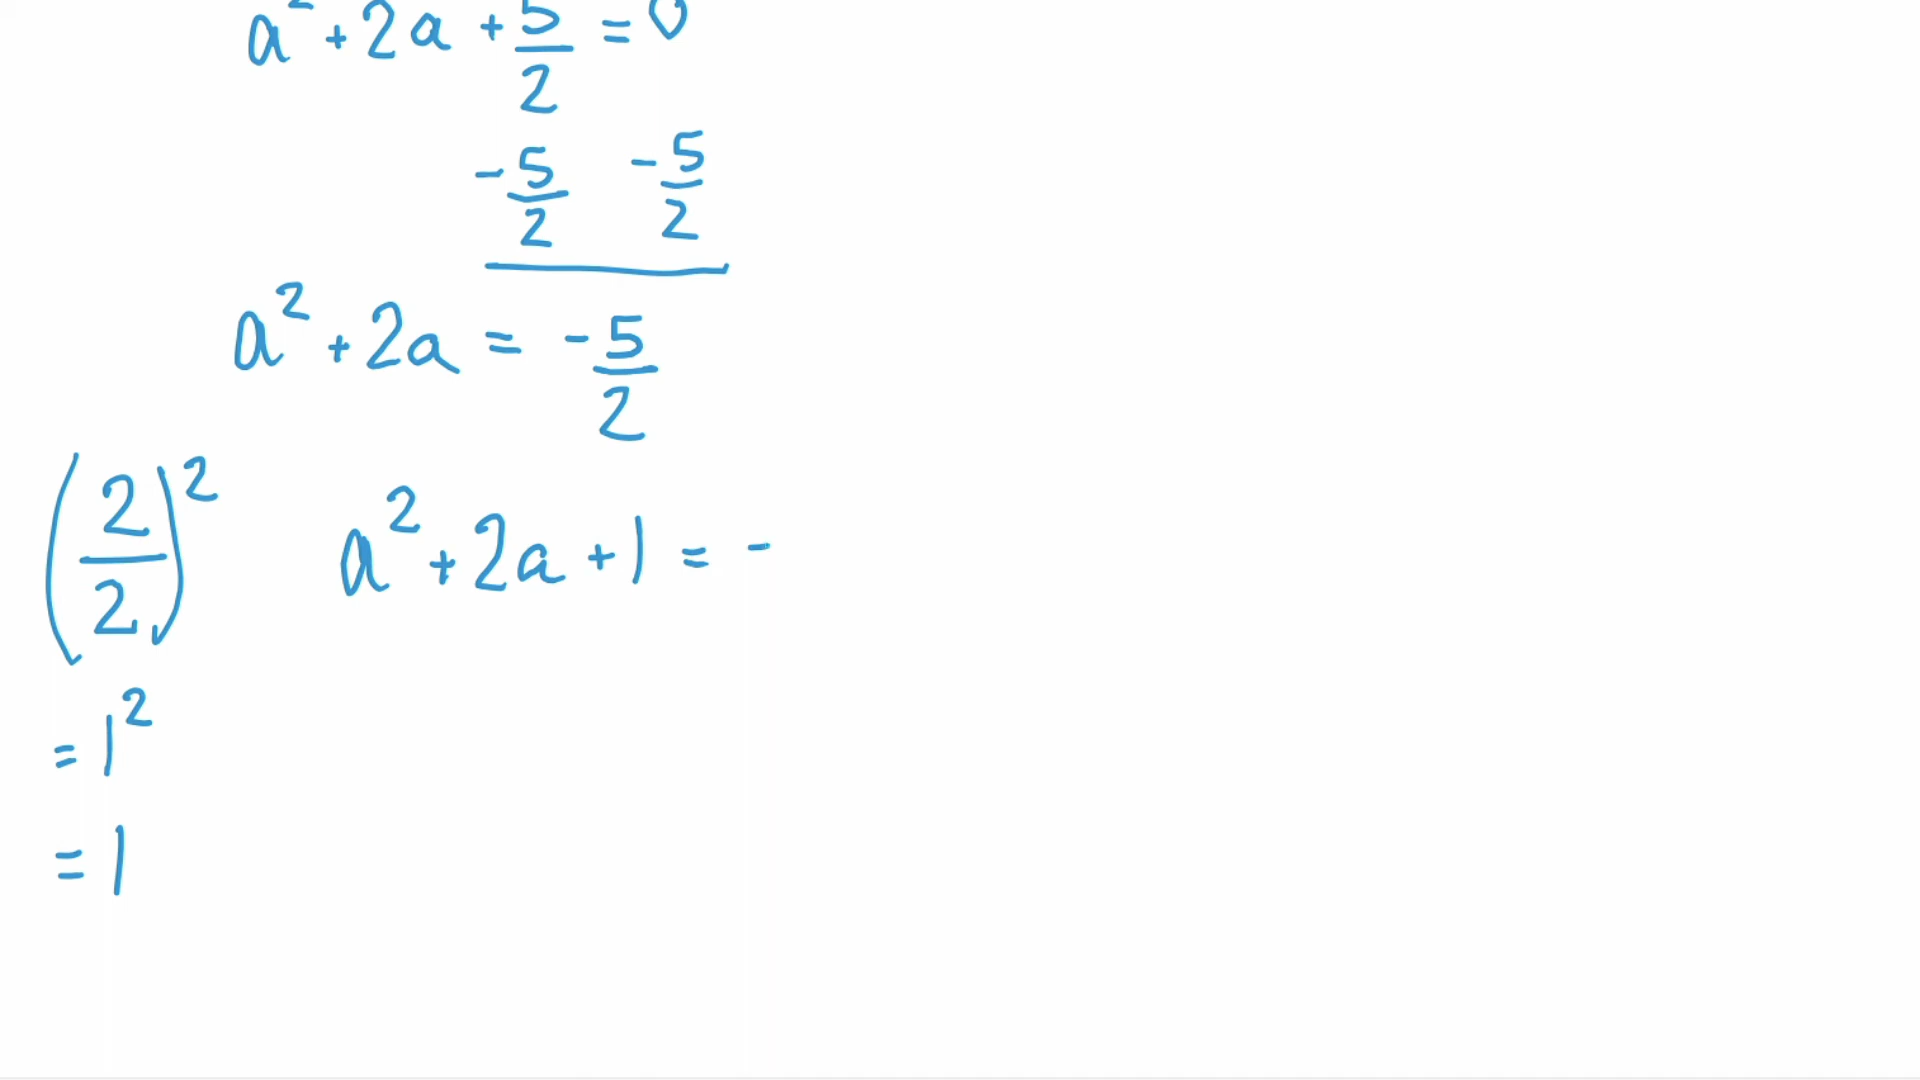 a² + 2a + 5/2 = 0
- 5/2 - 5/2
a² + 2a = - 5/2
(2/2)² a² + 2a + 1 = -
= 1²
= 1